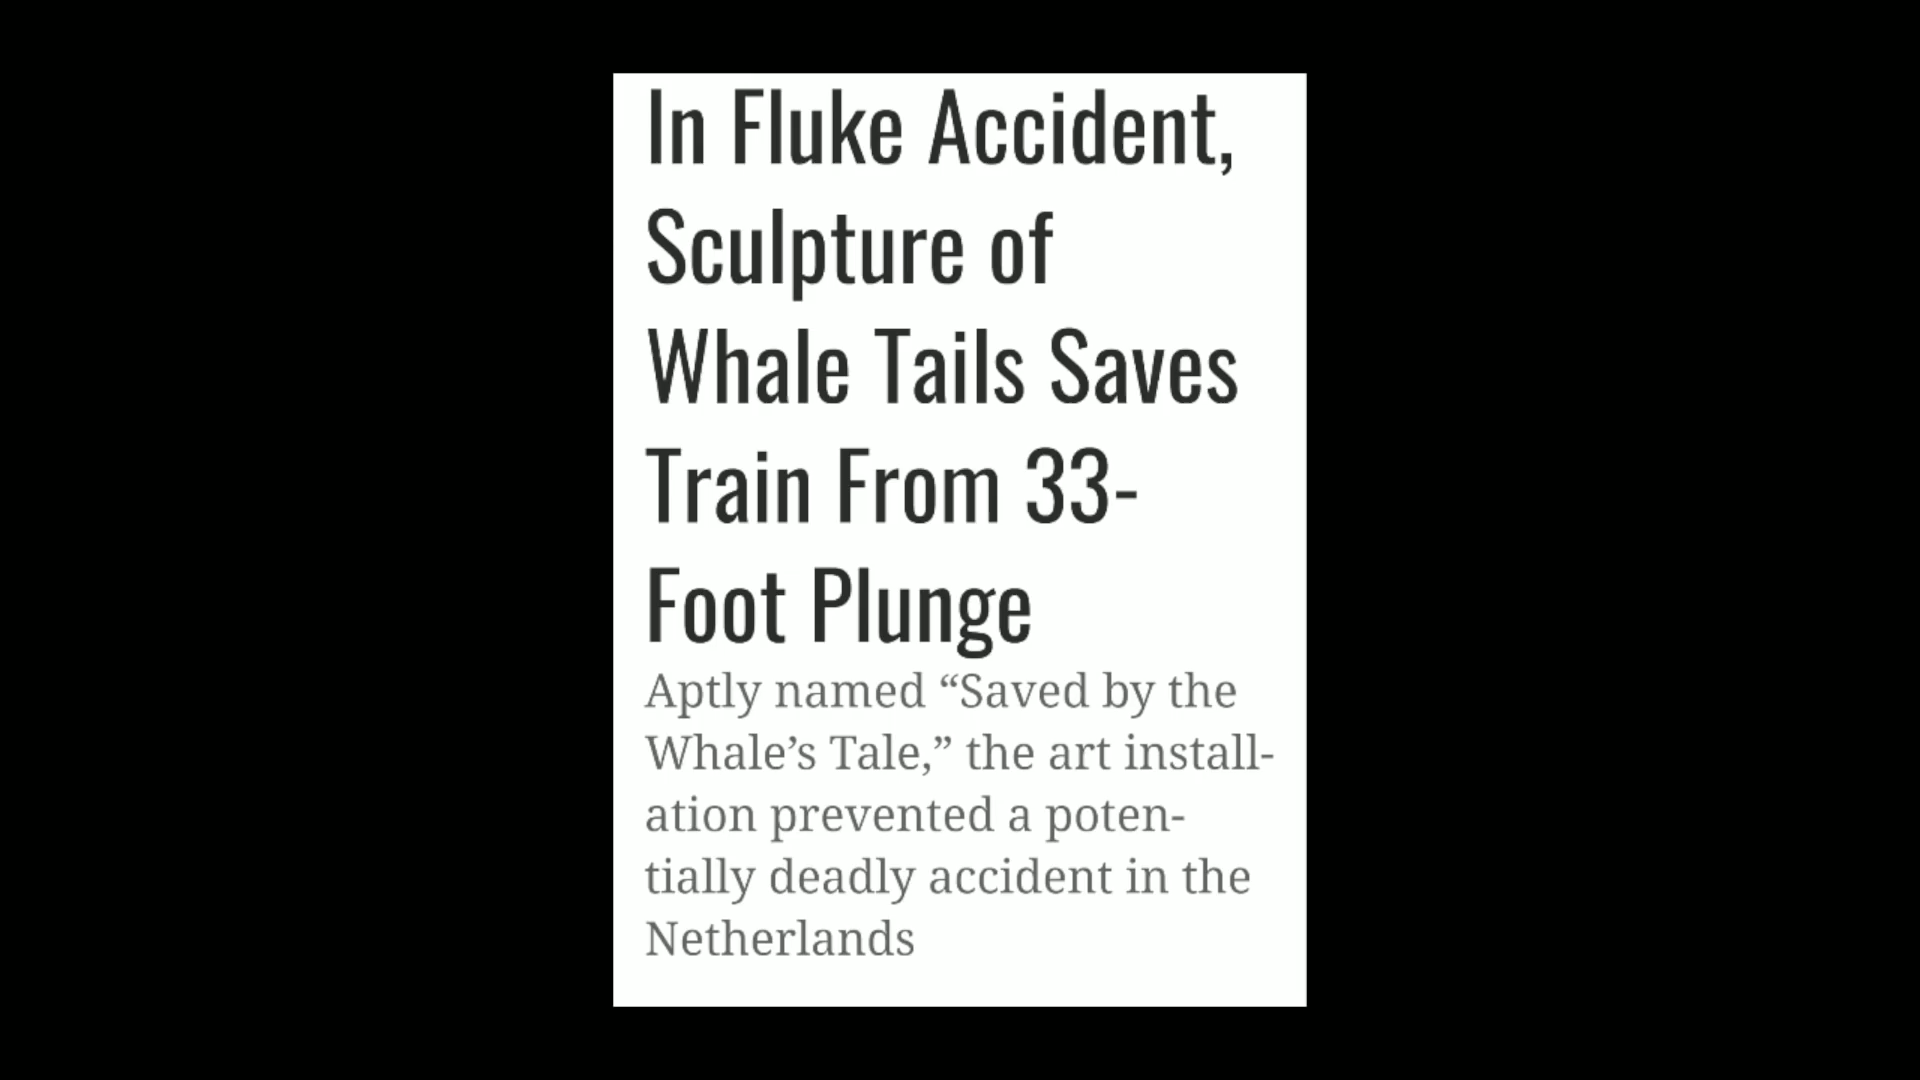 In Fluke Accident,
Sculpture of
Whale Tails Saves
Train From 33-
Foot Plunge
Aptly named “Saved by the
Whale’s Tale,” the art install-
ation prevented a poten-
tially deadly accident in the
Netherlands